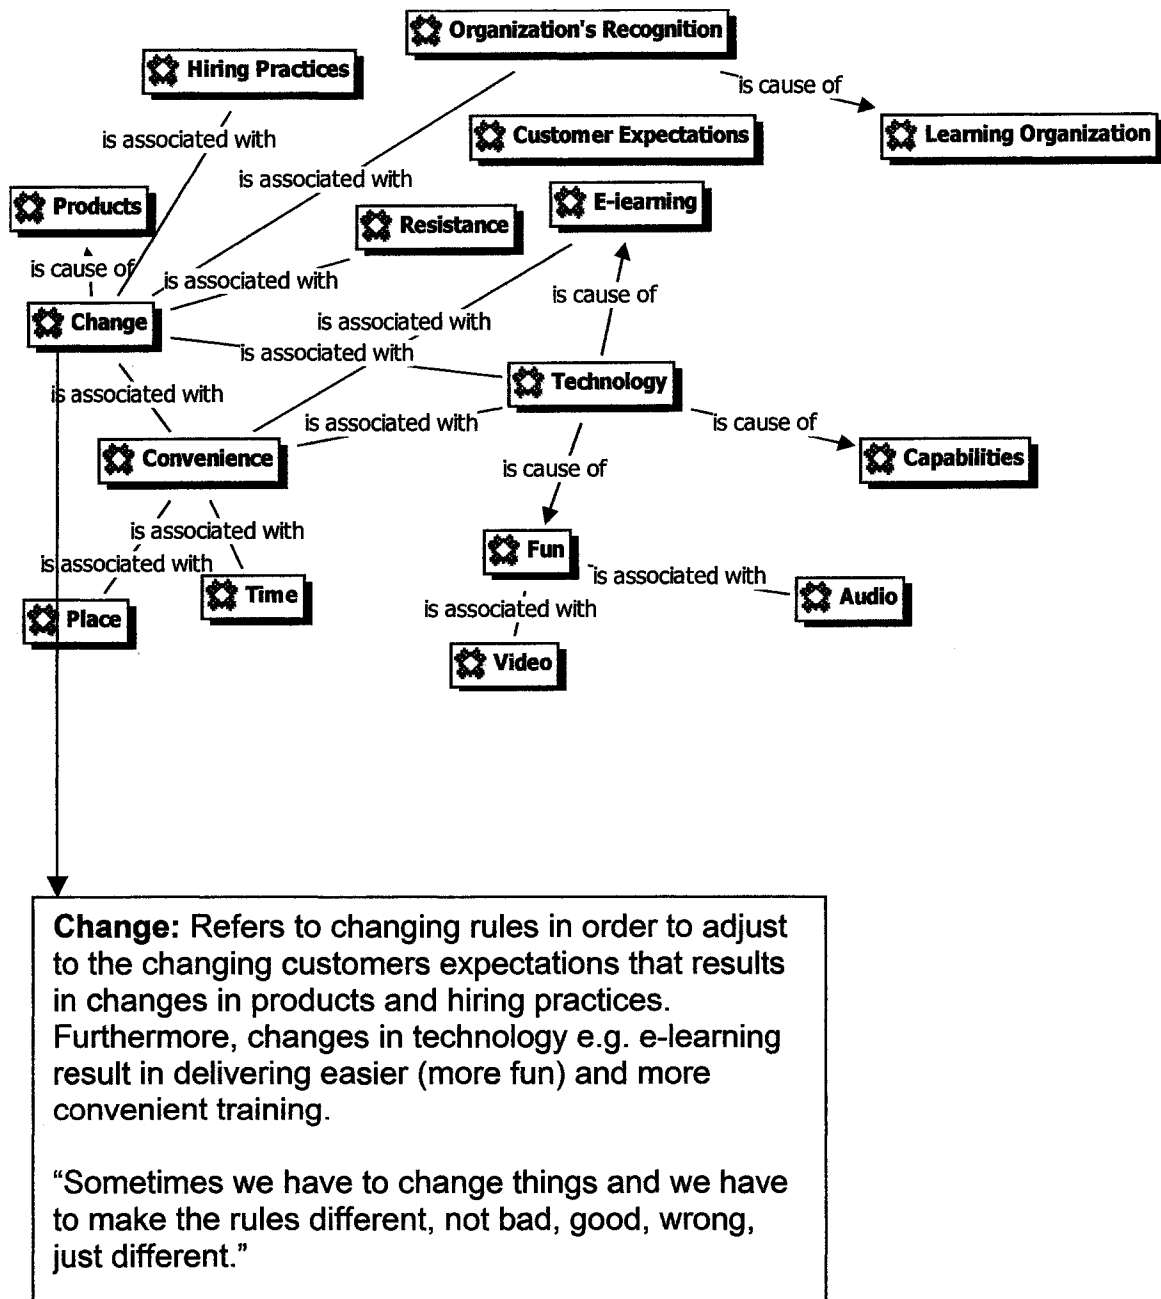 Organization's Recognition
Hiring Practices
is cause of
Customer Expectations
Learning Organization
is associated with
is associated with
Products
E-learning
Resistance
is cause of
is associated with
is cause of
Change
is associated with
is associated with
Technology
is associated with
is associated with
is cause of
Convenience
Capabilities
is cause of
is associated with
Fun
is associated with
is associated with
Time
Audio
Place
is associated with
Video
Change: Refers to changing rules in order to adjust
to the changing customers expectations that results
in changes in products and hiring practices.
Furthermore, changes in technology e.g. e-learning
result in delivering easier (more fun) and more
convenient training.
“Sometimes we have to change things and we have
to make the rules different, not bad, good, wrong,
just different.”